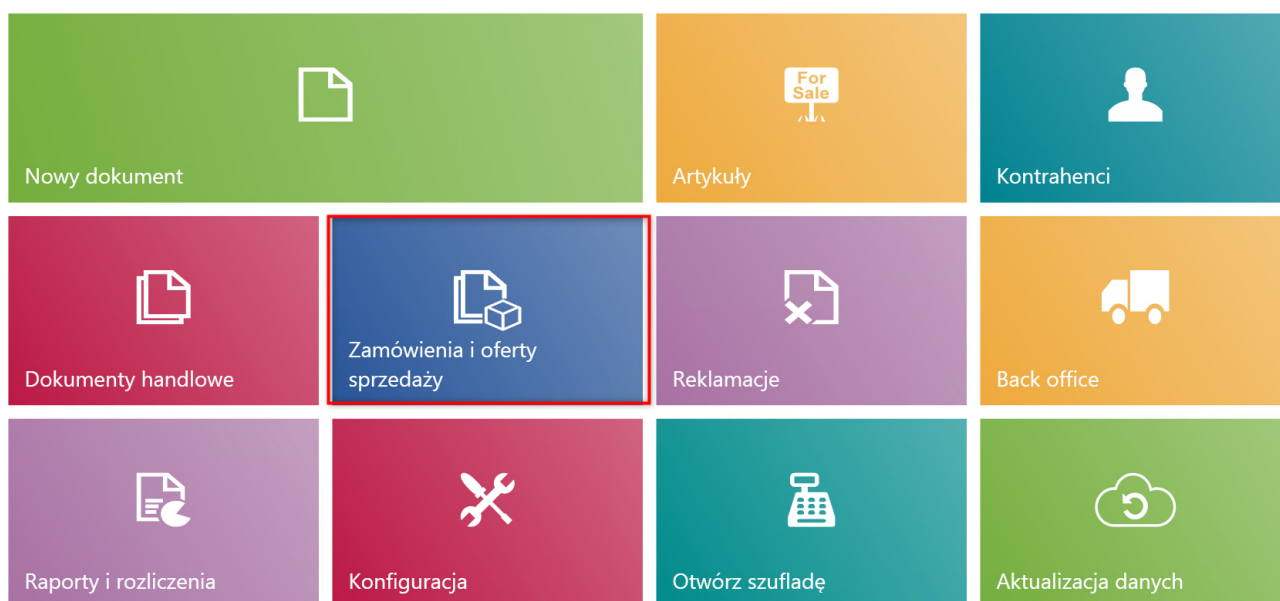 For
Sale
Nowy dokument
Artykuły
Kontrahenci
Zamówienia i oferty
sprzedaży
Dokumenty handlowe
Reklamacje
Back office
Raporty i rozliczenia
Konfiguracja
Otwórz szufladę
Aktualizacja danych